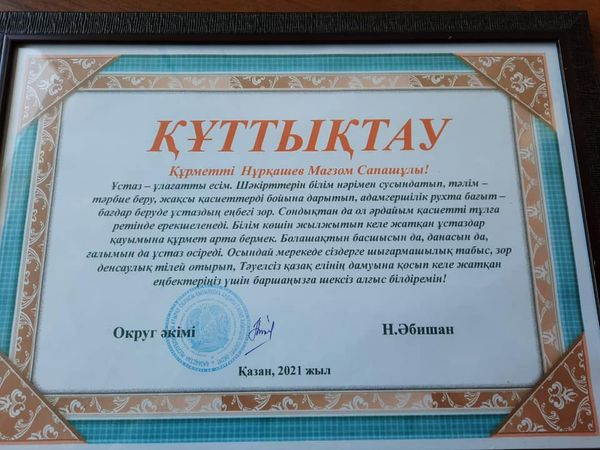 ҚҰТТЫҚТАУ
Құрметті Нұрқашев Мағзом Сапашұлы!
Ұстаз – ұлағатты есім. Шәкірттерін білім нәрімен сусындатып, тәлім –
тәрбие беру, жақсы қасиеттерді бойына дарытып, адамгершілік рухта бағыт –
бағдар беруде ұстаздың еңбегі зор. Сондықтан да ол әрдайым қасиетті тұлға
ретінде ерекшеленеді. Білім көшін жылжытып келе жатқан ұстаздар
қауымына құрмет арта бермек. Болашақтың басшысын да, данасын да,
ғалымын да ұстаз өсіреді. Осындай мерекеде сіздерге шығармашылық табыс, зор
денсаулық тілей отырып, Тәуелсіз қазақ елінің дамуына қосып келе жатқан
еңбектеріңіз үшін баршаңызға шексіз алғыс білдіремін!
Округ әкімі Н.Әбишан
Қазан, 2021 жыл